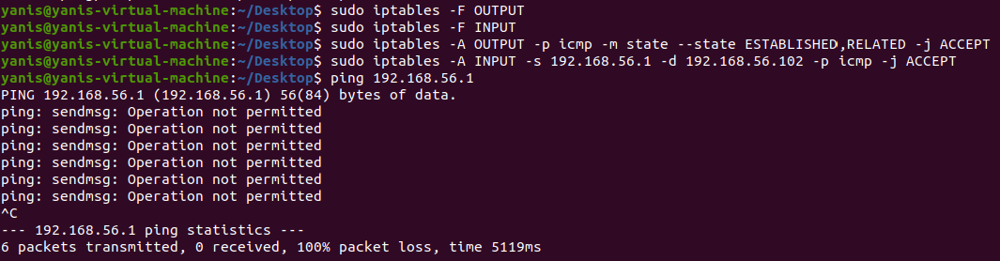 yanis@yanis-virtual-machine:~/Desktop$ sudo iptables -F OUTPUT
yanis@yanis-virtual-machine:~/Desktop$ sudo iptables -F INPUT
yanis@yanis-virtual-machine:~/Desktop$ sudo iptables -A OUTPUT -p icmp -m state --state ESTABLISHED,RELATED -j ACCEPT
yanis@yanis-virtual-machine:~/Desktop$ sudo iptables -A INPUT -s 192.168.56.1 -d 192.168.56.102 -p icmp -j ACCEPT
yanis@yanis-virtual-machine:~/Desktop$ ping 192.168.56.1
PING 192.168.56.1 (192.168.56.1) 56(84) bytes of data.
ping: sendmsg: Operation not permitted
ping: sendmsg: Operation not permitted
ping: sendmsg: Operation not permitted
ping: sendmsg: Operation not permitted
ping: sendmsg: Operation not permitted
ping: sendmsg: Operation not permitted
^C
--- 192.168.56.1 ping statistics ---
6 packets transmitted, 0 received, 100% packet loss, time 5119ms